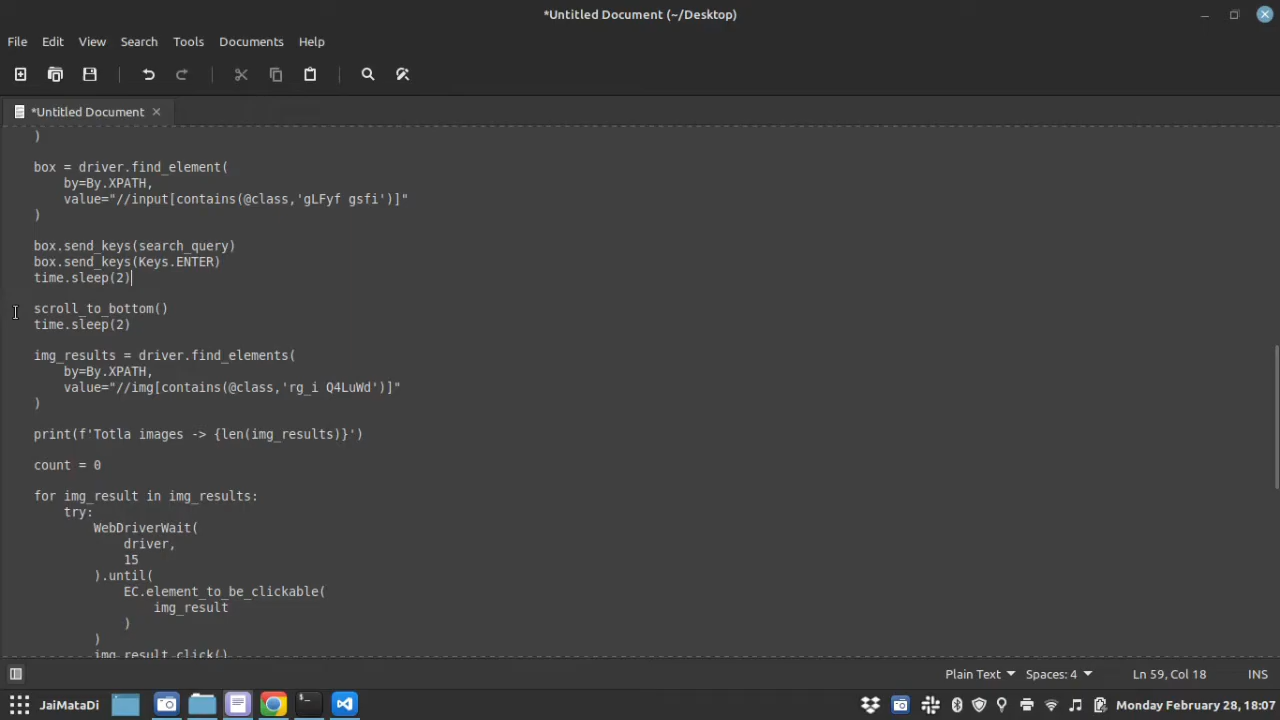 *Untitled Document (~/Desktop)
File Edit View Search Tools Documents Help
*Untitled Document
)
box = driver.find_element(
by=By.XPATH,
value="//input[contains(@class,'gLFyf gsfi')]"
)
box.send_keys(search_query)
box.send_keys(Keys.ENTER)
time.sleep(2)
scroll_to_bottom()
time.sleep(2)
img_results = driver.find_elements(
by=By.XPATH,
value="//img[contains(@class,'rg_i Q4LuWd')]"
)
print(f'Totla images -> {len(img_results)}')
count = 0
for img_result in img_results:
try:
WebDriverWait(
driver,
15
).until(
EC.element_to_be_clickable(
img_result
)
)
img_result.click()
Plain Text Spaces: 4 Ln 59, Col 18 INS
JaiMataDi Monday February 28, 18:07